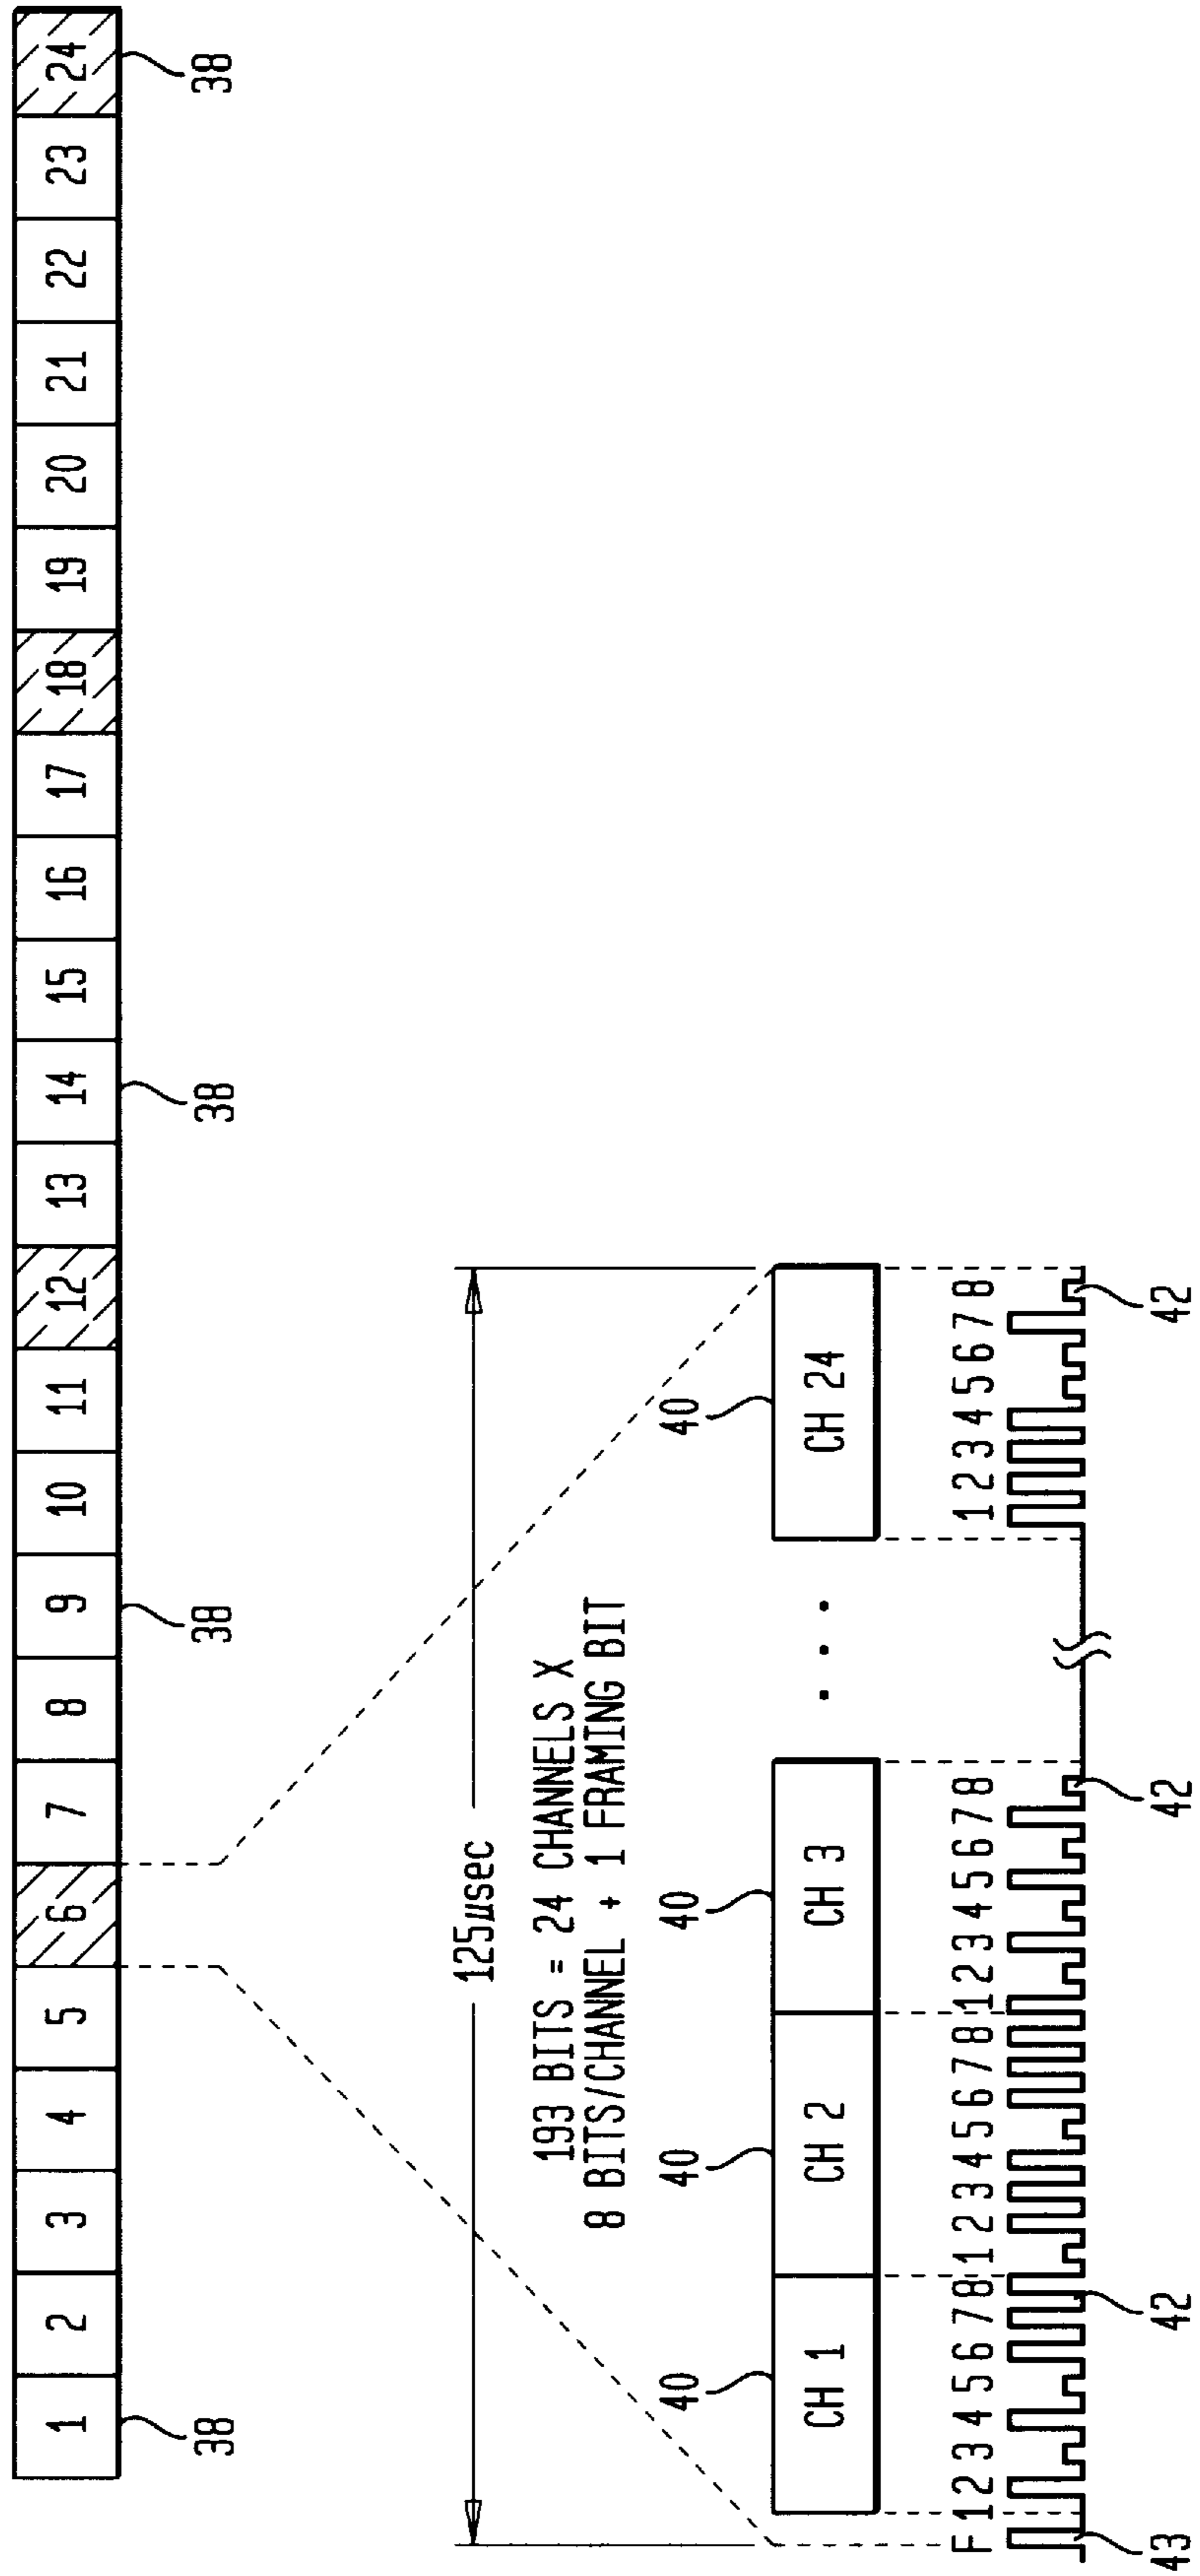 1 2 3 4 5 6 7 8 9 10 11 12 13 14 15 16 17 18 19 20 21 22 23 24
38 38 38 38
125µsec
193 BITS = 24 CHANNELS X
8 BITS/CHANNEL + 1 FRAMING BIT
40 40 40 40
CH 1 CH 2 CH 3 • • • CH 24
F 1 2 3 4 5 6 7 8 1 2 3 4 5 6 7 8 1 2 3 4 5 6 7 8 1 2 3 4 5 6 7 8
43 42 42 42